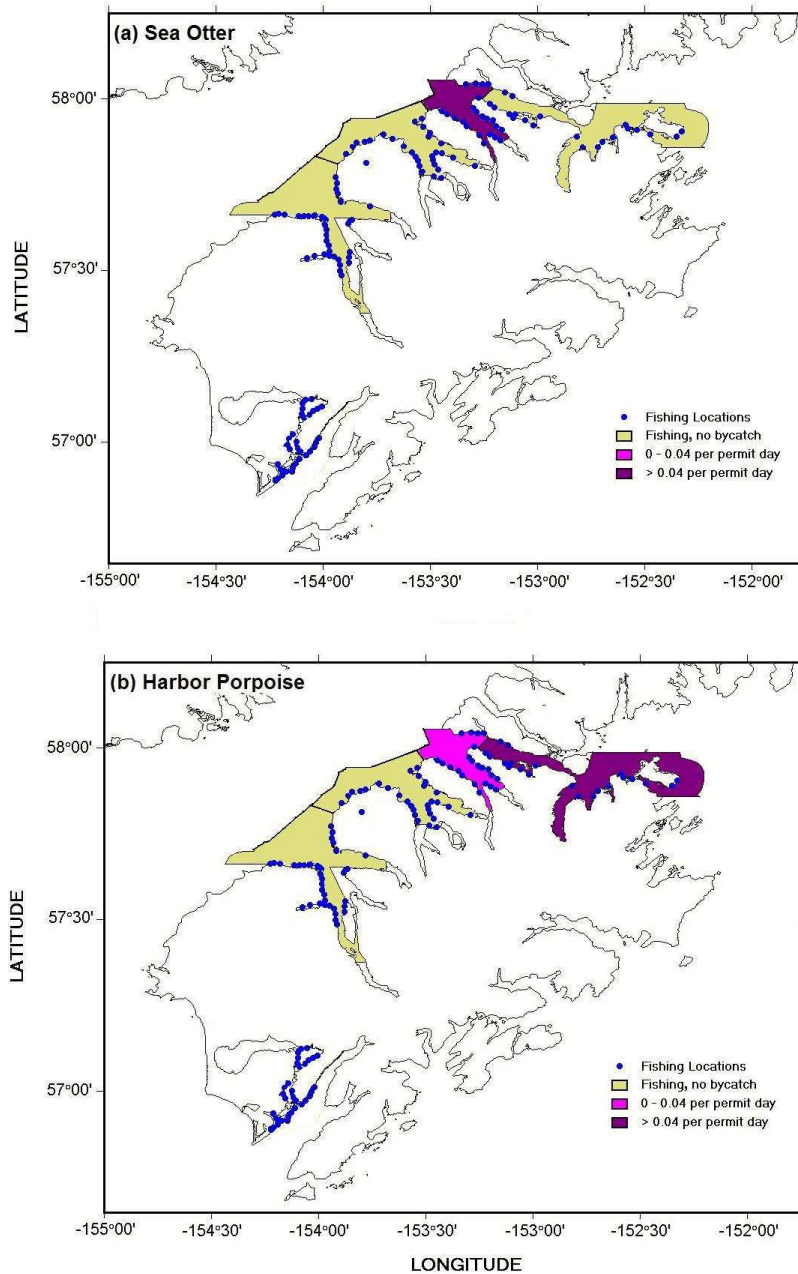 (a) Sea Otter
58°00'
57°30'
57°00'
LATITUDE
Fishing Locations
Fishing, no bycatch
0 - 0.04 per permit day
> 0.04 per permit day
-155°00' -154°30' -154°00' -153°30' -153°00' -152°30' -152°00'
(b) Harbor Porpoise
58°00'
57°30'
57°00'
LATITUDE
Fishing Locations
Fishing, no bycatch
0 - 0.04 per permit day
> 0.04 per permit day
-155°00' -154°30' -154°00' -153°30' -153°00' -152°30' -152°00'
LONGITUDE